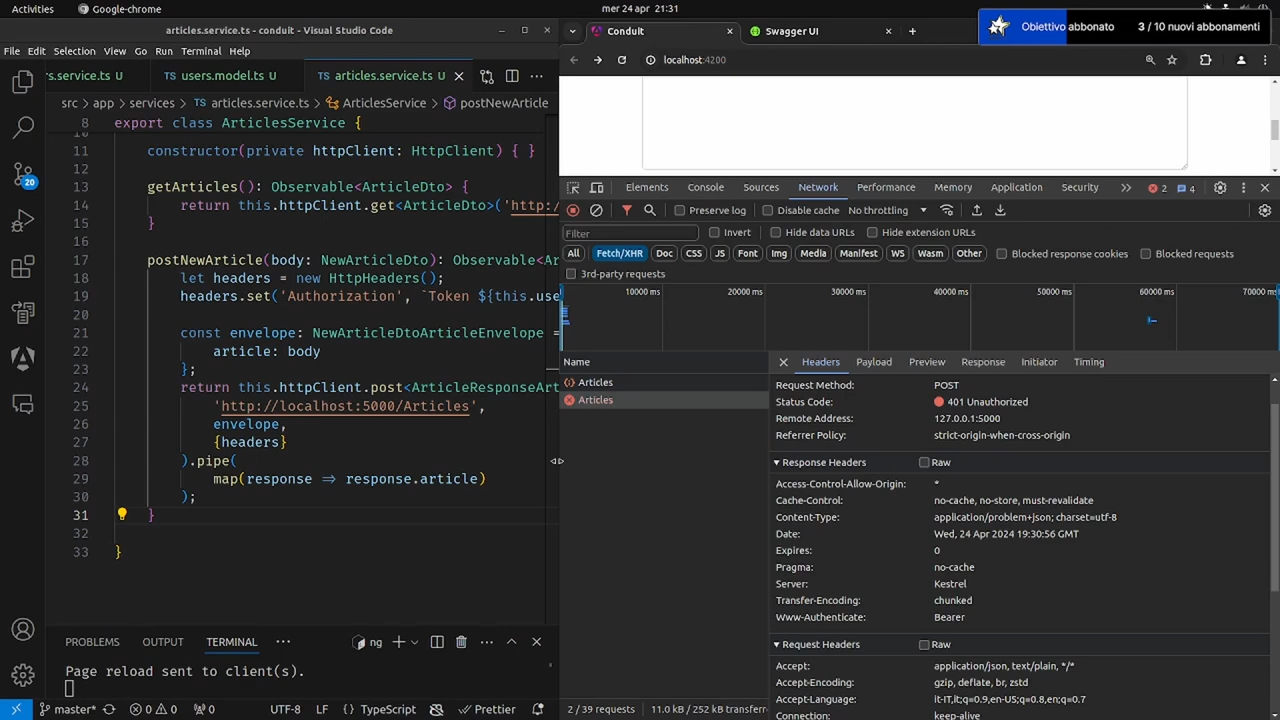 Activities Google-chrome mer 24 apr 21:31
articles.service.ts - conduit - Visual Studio Code
File Edit Selection View Go Run Terminal Help
rs.service.ts U users.model.ts U articles.service.ts U
src > app > services > articles.service.ts > ArticlesService > postNewArticle
8 export class ArticlesService {
11 constructor(private httpClient: HttpClient) { }
12
13 getArticles(): Observable<ArticleDto> {
14 return this.httpClient.get<ArticleDto>('http:/
15 }
16
17 postNewArticle(body: NewArticleDto): Observable<A
18 let headers = new HttpHeaders();
19 headers.set('Authorization', `Token ${this.use
20
21 const envelope: NewArticleDtoArticleEnvelope =
22 article: body
23 };
24 return this.httpClient.post<ArticleResponseArt
25 'http://localhost:5000/Articles',
26 envelope,
27 {headers}
28 ).pipe(
29 map(response => response.article)
30 );
31 }
32
33 }
PROBLEMS OUTPUT TERMINAL ng
Page reload sent to client(s).
20
master* 0 0 0 UTF-8 LF {} TypeScript Prettier
Conduit Swagger UI
Obiettivo abbonato 3 / 10 nuovi abbonamenti
localhost:4200
Elements Console Sources Network Performance Memory Application Security 2 4
Preserve log Disable cache No throttling
Filter Invert Hide data URLs Hide extension URLs
All Fetch/XHR Doc CSS JS Font Img Media Manifest WS Wasm Other Blocked response cookies Blocked requests
3rd-party requests
10000 ms 20000 ms 30000 ms 40000 ms 50000 ms 60000 ms 70000 ms
Name Headers Payload Preview Response Initiator Timing
Articles
Articles
Request Method: POST
Status Code: 401 Unauthorized
Remote Address: 127.0.0.1:5000
Referrer Policy: strict-origin-when-cross-origin
Response Headers Raw
Access-Control-Allow-Origin: *
Cache-Control: no-cache, no-store, must-revalidate
Content-Type: application/problem+json; charset=utf-8
Date: Wed, 24 Apr 2024 19:30:56 GMT
Expires: 0
Pragma: no-cache
Server: Kestrel
Transfer-Encoding: chunked
Www-Authenticate: Bearer
Request Headers Raw
Accept: application/json, text/plain, */*
Accept-Encoding: gzip, deflate, br, zstd
Accept-Language: it-IT,it;q=0.9,en-US;q=0.8,en;q=0.7
Connection: keep-alive
2 / 39 requests 11.0 kB / 252 kB transferre